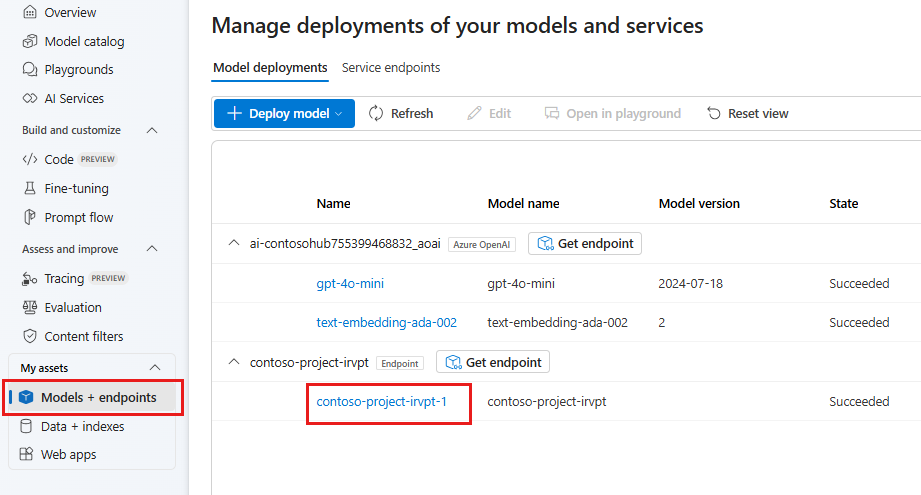 Overview
Model catalog
Playgrounds
AI Services
Build and customize
Code PREVIEW
Fine-tuning
Prompt flow
Assess and improve
Tracing PREVIEW
Evaluation
Content filters
My assets
Models + endpoints
Data + indexes
Web apps
Manage deployments of your models and services
Model deployments Service endpoints
Deploy model Refresh Edit Open in playground Reset view
Name Model name Model version State
ai-contosohub755399468832_aoai Azure OpenAI Get endpoint
gpt-4o-mini gpt-4o-mini 2024-07-18 Succeeded
text-embedding-ada-002 text-embedding-ada-002 2 Succeeded
contoso-project-irvpt Endpoint Get endpoint
contoso-project-irvpt-1 contoso-project-irvpt Succeeded